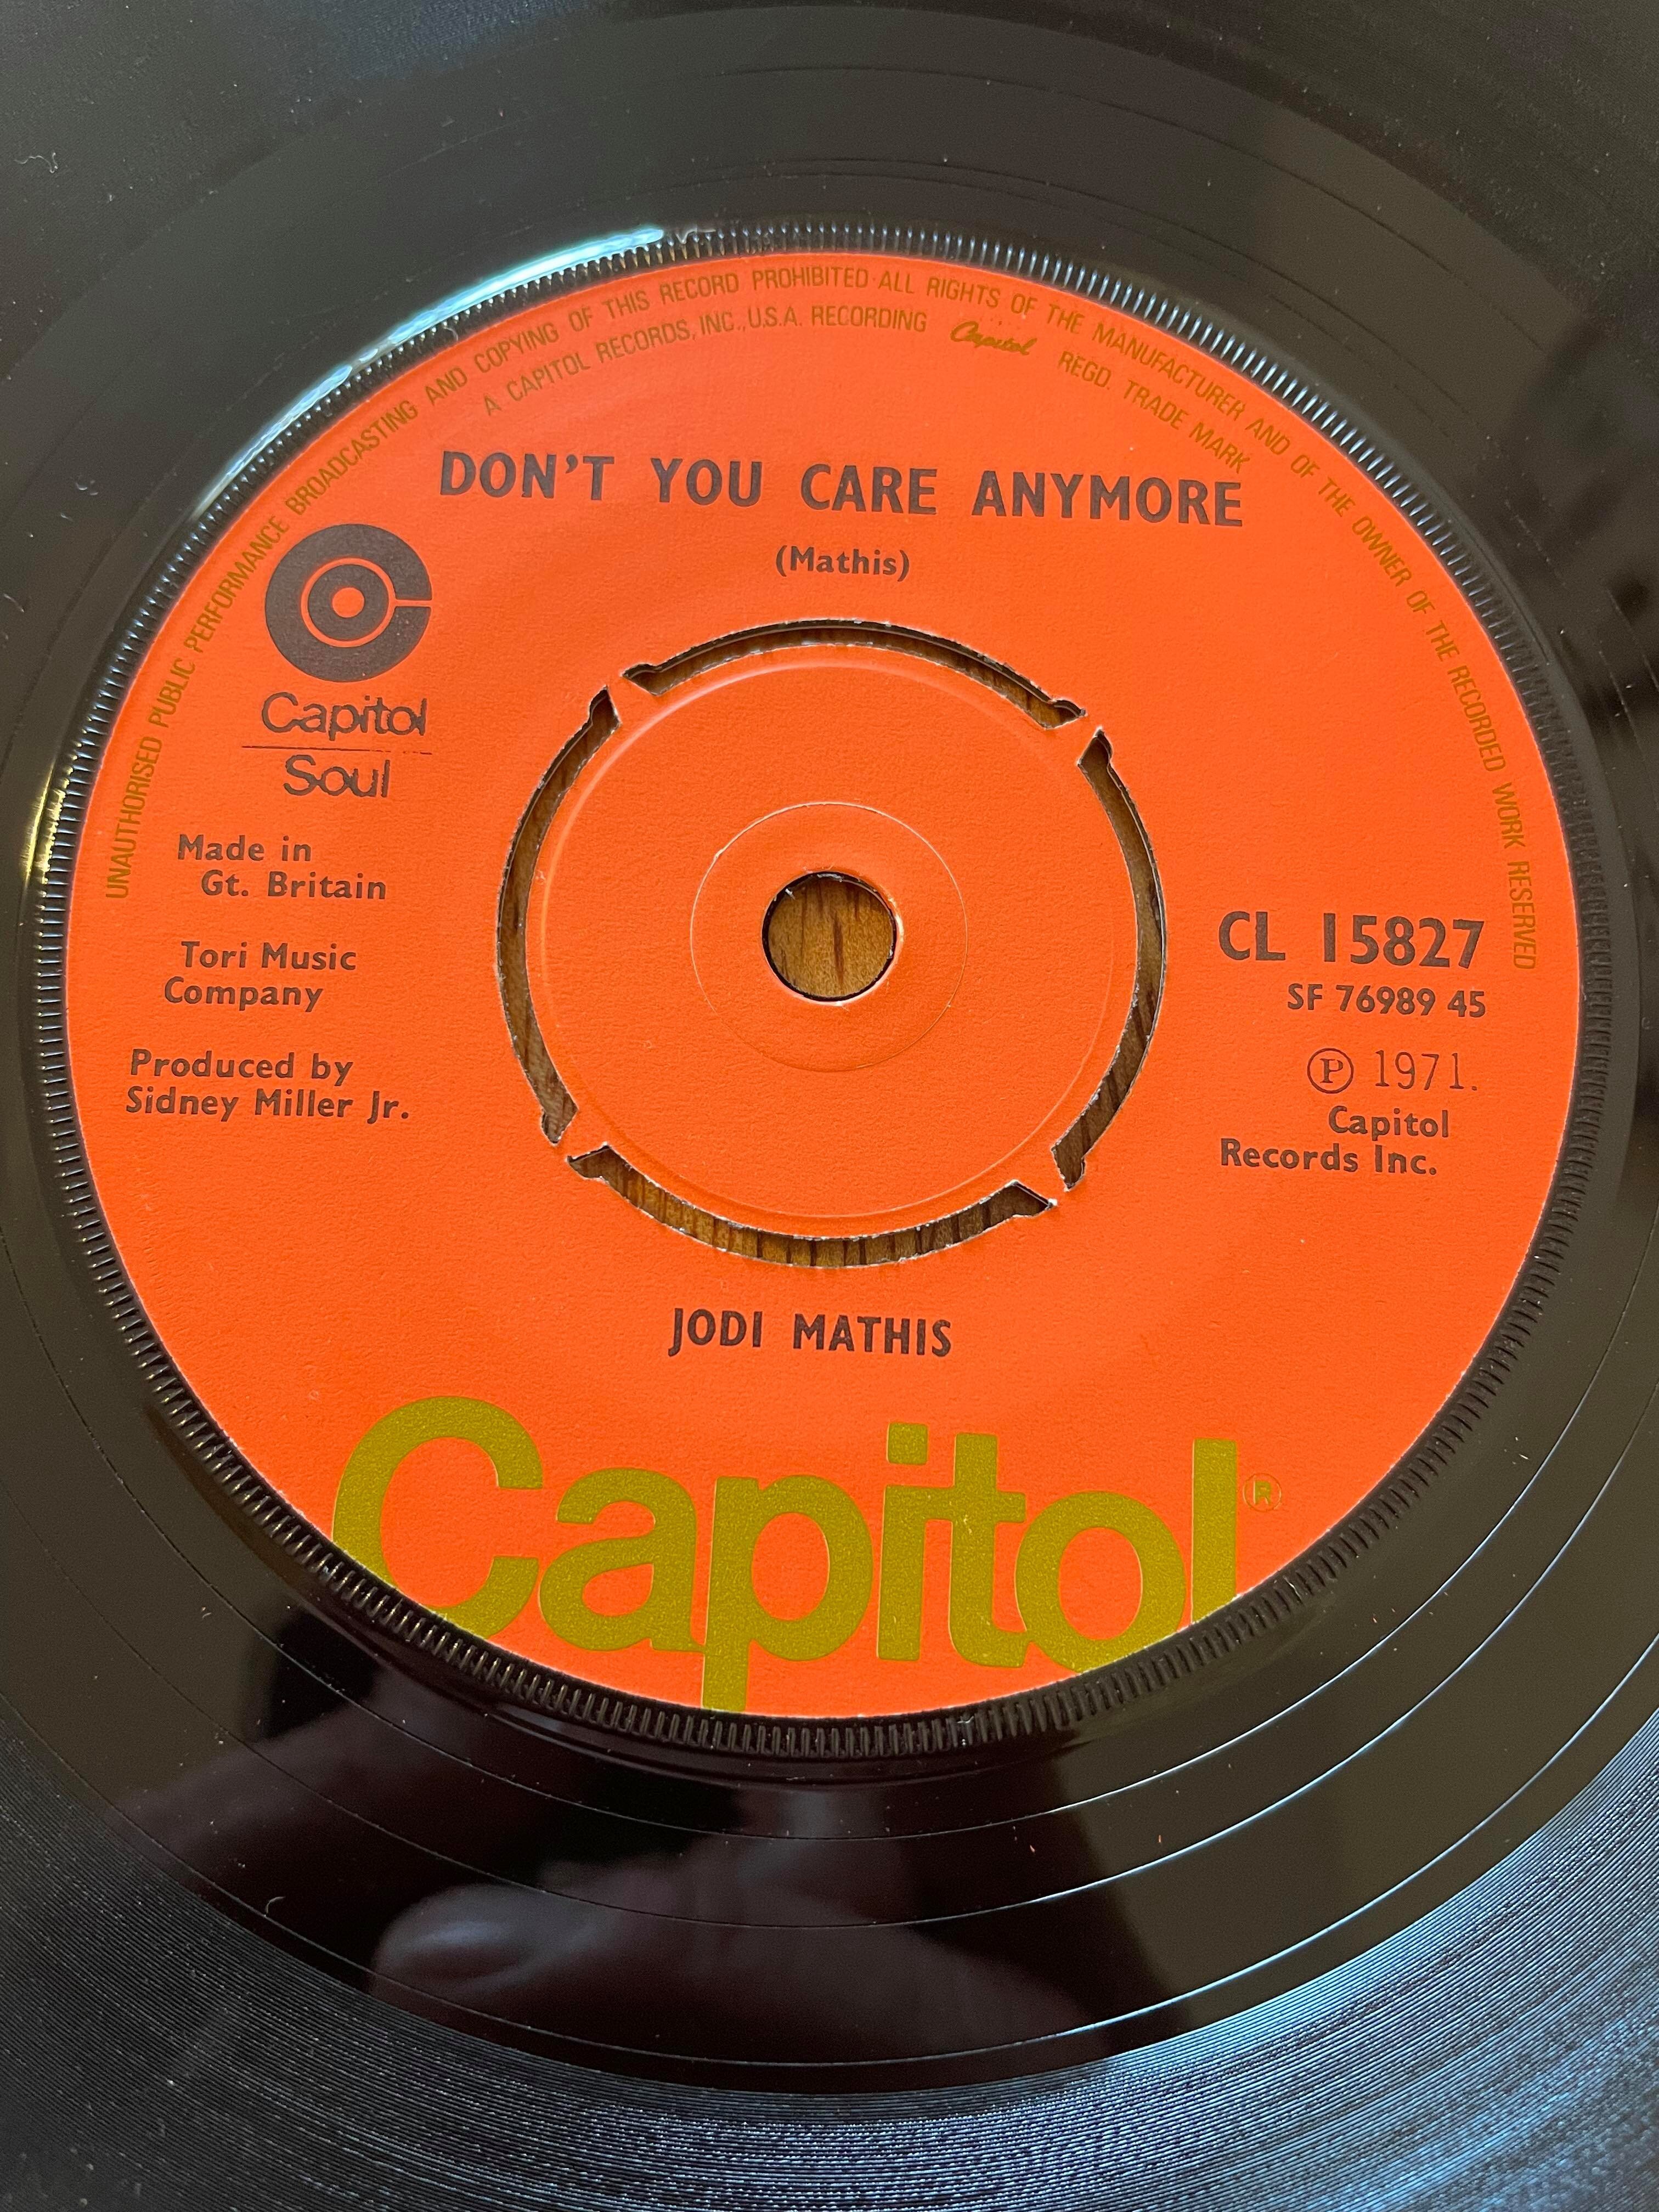 UNAUTHORISED PUBLIC PERFORMANCE BROADCASTING AND COPYING OF THIS RECORD PROHIBITED·ALL RIGHTS OF THE MANUFACTURER AND OF THE OWNER OF THE RECORDED WORK RESERVED
A CAPITOL RECORDS, INC., U.S.A. RECORDING Capitol REGD. TRADE MARK
DON'T YOU CARE ANYMORE
(Mathis)
Capitol
Soul
Made in
Gt. Britain
Tori Music
Company
Produced by
Sidney Miller Jr.
CL 15827
SF 76989 45
Ⓟ 1971.
Capitol
Records Inc.
JODI MATHIS
Capitol®